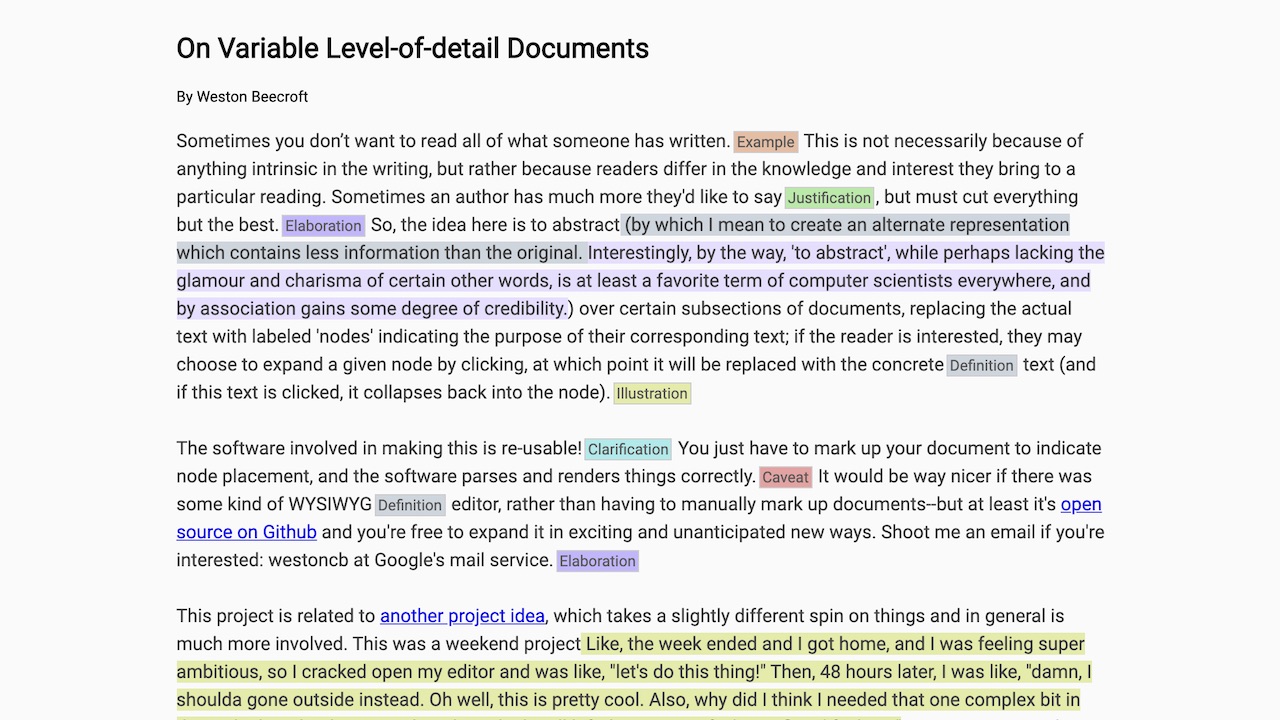 On Variable Level-of-detail Documents
By Weston Beecroft
Sometimes you don’t want to read all of what someone has written. Example This is not necessarily because of
anything intrinsic in the writing, but rather because readers differ in the knowledge and interest they bring to a
particular reading. Sometimes an author has much more they'd like to say Justification , but must cut everything
but the best. Elaboration So, the idea here is to abstract (by which I mean to create an alternate representation
which contains less information than the original. Interestingly, by the way, 'to abstract', while perhaps lacking the
glamour and charisma of certain other words, is at least a favorite term of computer scientists everywhere, and
by association gains some degree of credibility.) over certain subsections of documents, replacing the actual
text with labeled 'nodes' indicating the purpose of their corresponding text; if the reader is interested, they may
choose to expand a given node by clicking, at which point it will be replaced with the concrete Definition text (and
if this text is clicked, it collapses back into the node). Illustration
The software involved in making this is re-usable! Clarification You just have to mark up your document to indicate
node placement, and the software parses and renders things correctly. Caveat It would be way nicer if there was
some kind of WYSIWYG Definition editor, rather than having to manually mark up documents--but at least it's open
source on Github and you're free to expand it in exciting and unanticipated new ways. Shoot me an email if you're
interested: westoncb at Google's mail service. Elaboration
This project is related to another project idea, which takes a slightly different spin on things and in general is
much more involved. This was a weekend project Like, the week ended and I got home, and I was feeling super
ambitious, so I cracked open my editor and was like, "let's do this thing!" Then, 48 hours later, I was like, "damn, I
shoulda gone outside instead. Oh well, this is pretty cool. Also, why did I think I needed that one complex bit in